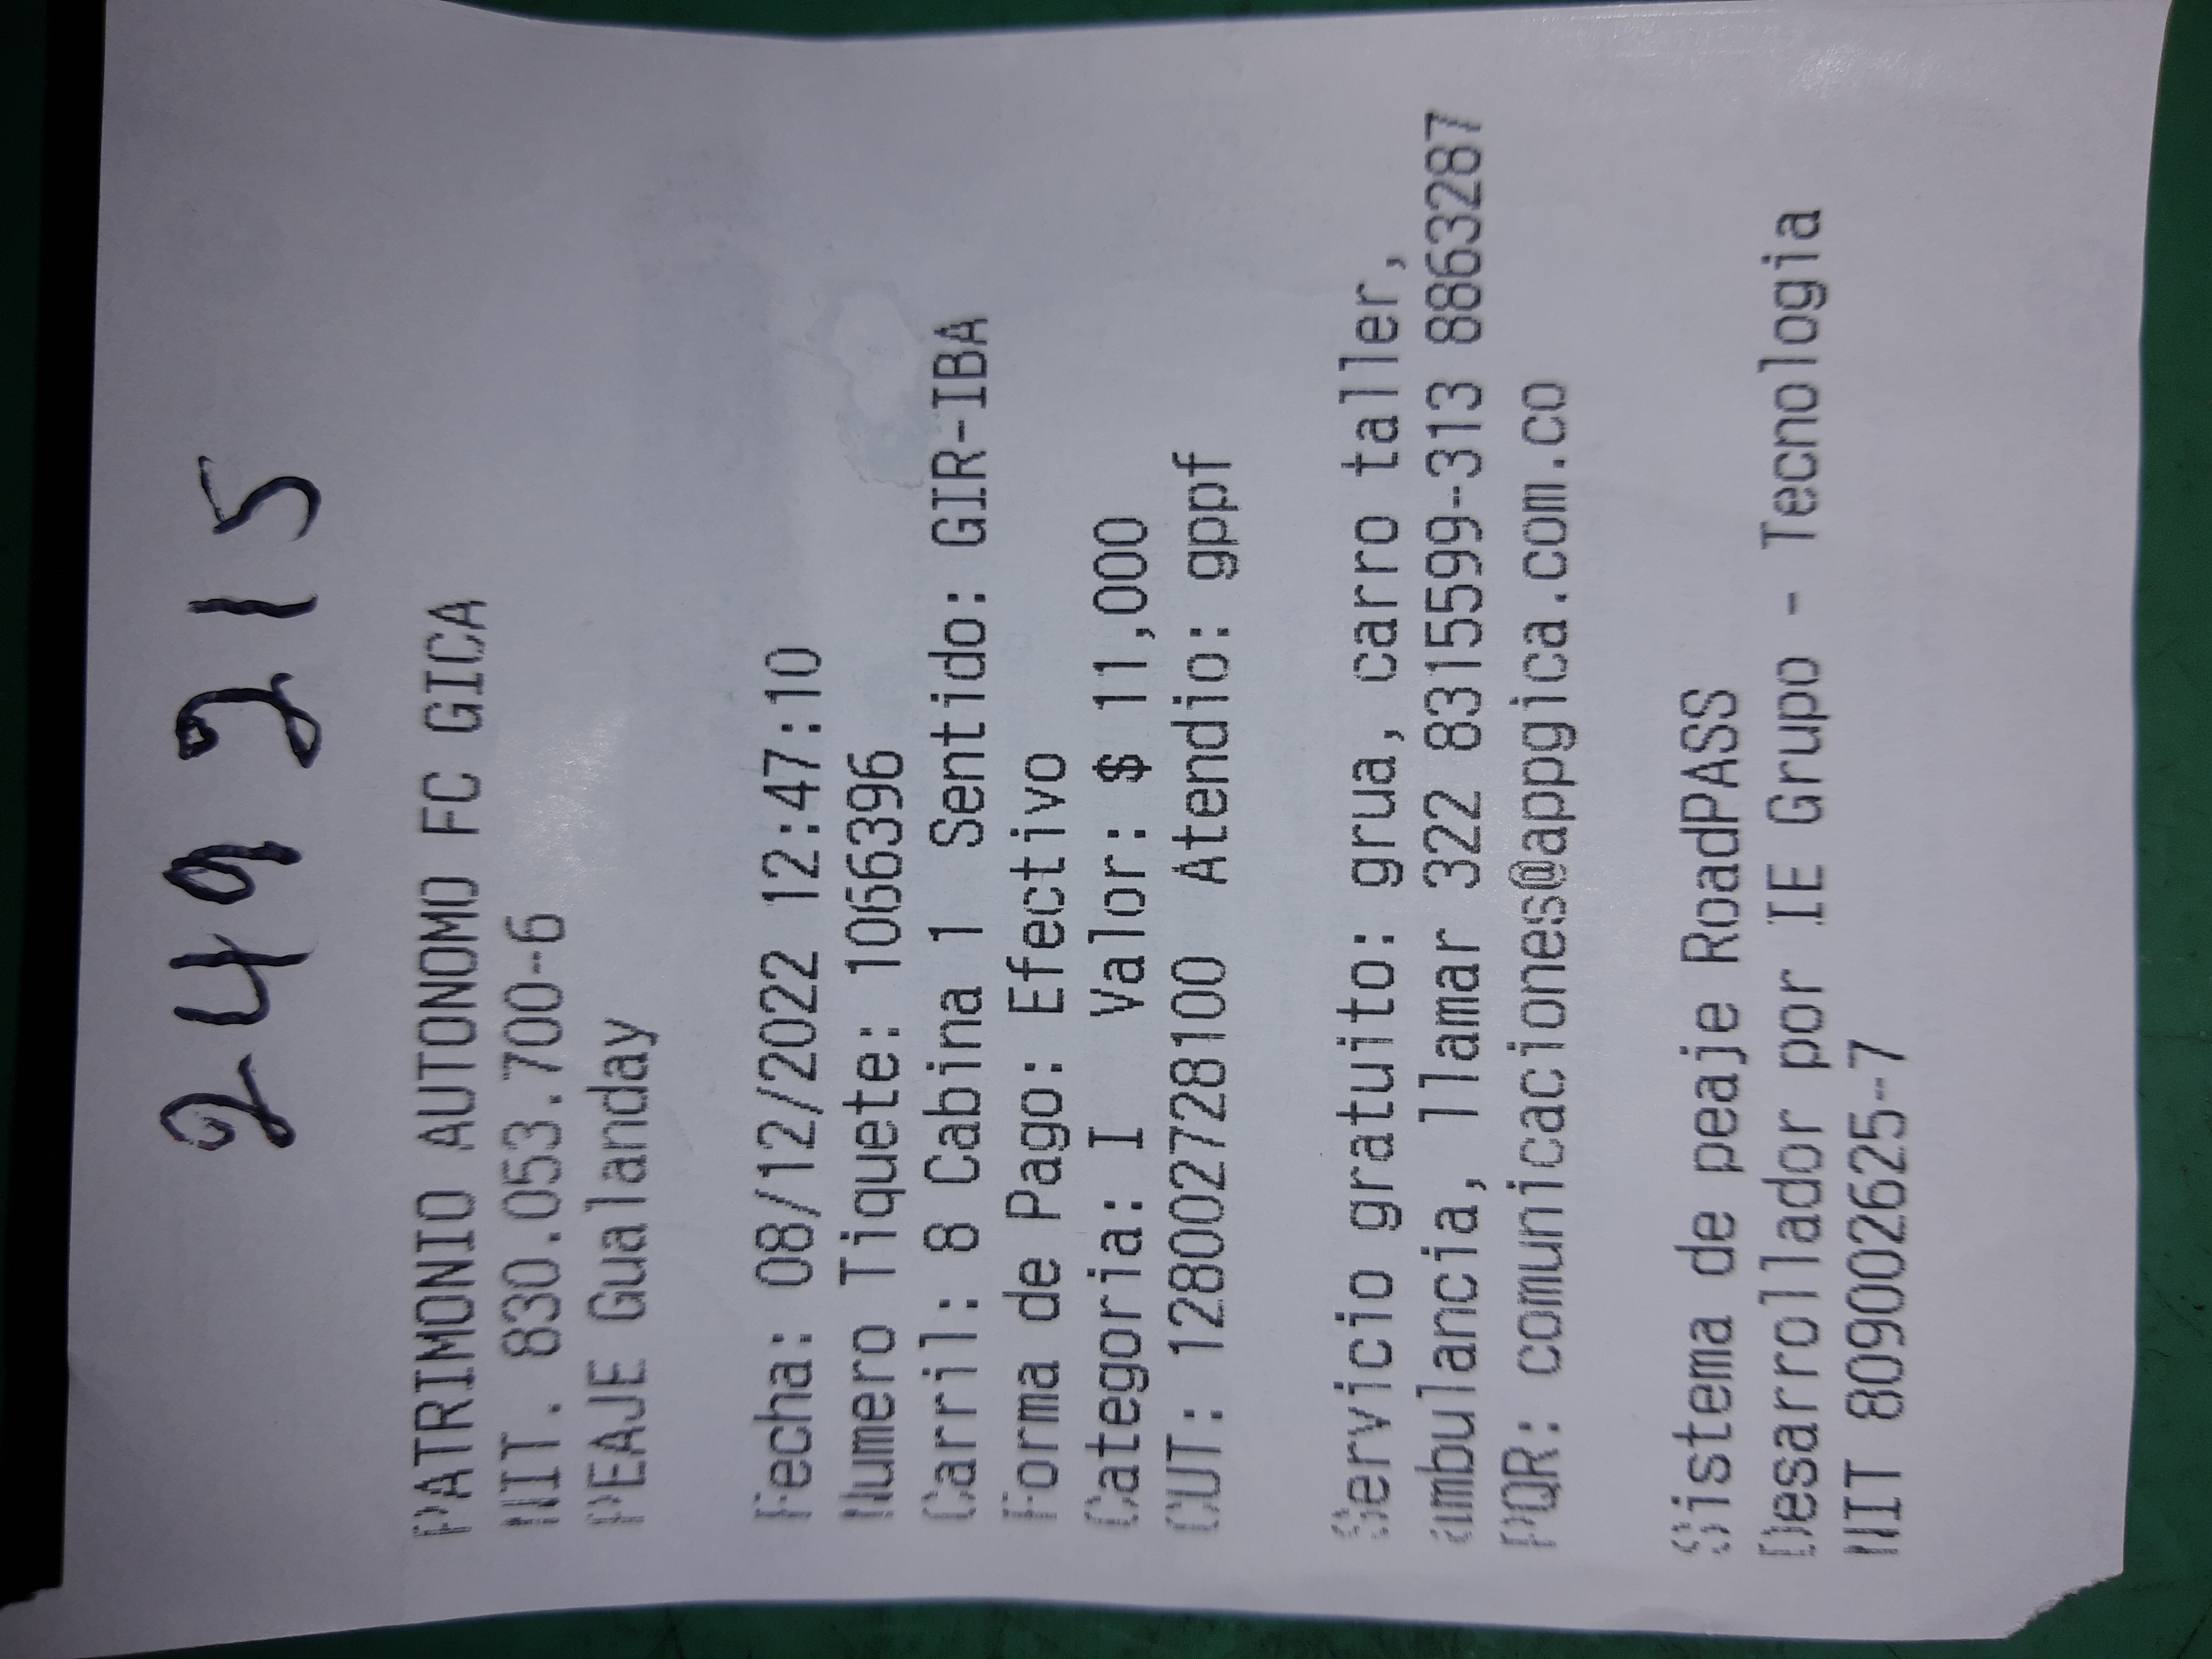 249215
PATRIMONIO AUTONOMO FC GICA
NIT. 830.053.700-6
PEAJE Gualanday
Fecha: 08/12/2022 12:47:10
Numero Tiquete: 1066396
Carril: 8 Cabina 1 Sentido: GIR-IBA
Forma de Pago: Efectivo
Categoria: I Valor: $ 11,000
CUT: 12800272728100 Atendio: gppf
Servicio gratuito: grua, carro taller,
ambulancia, llamar 322 8315599-313 8863287
PQR: comunicaciones@appgica.com.co
Sistema de peaje RoadPASS
Desarrollador por IE Grupo - Tecnologia
NIT 809002625-7